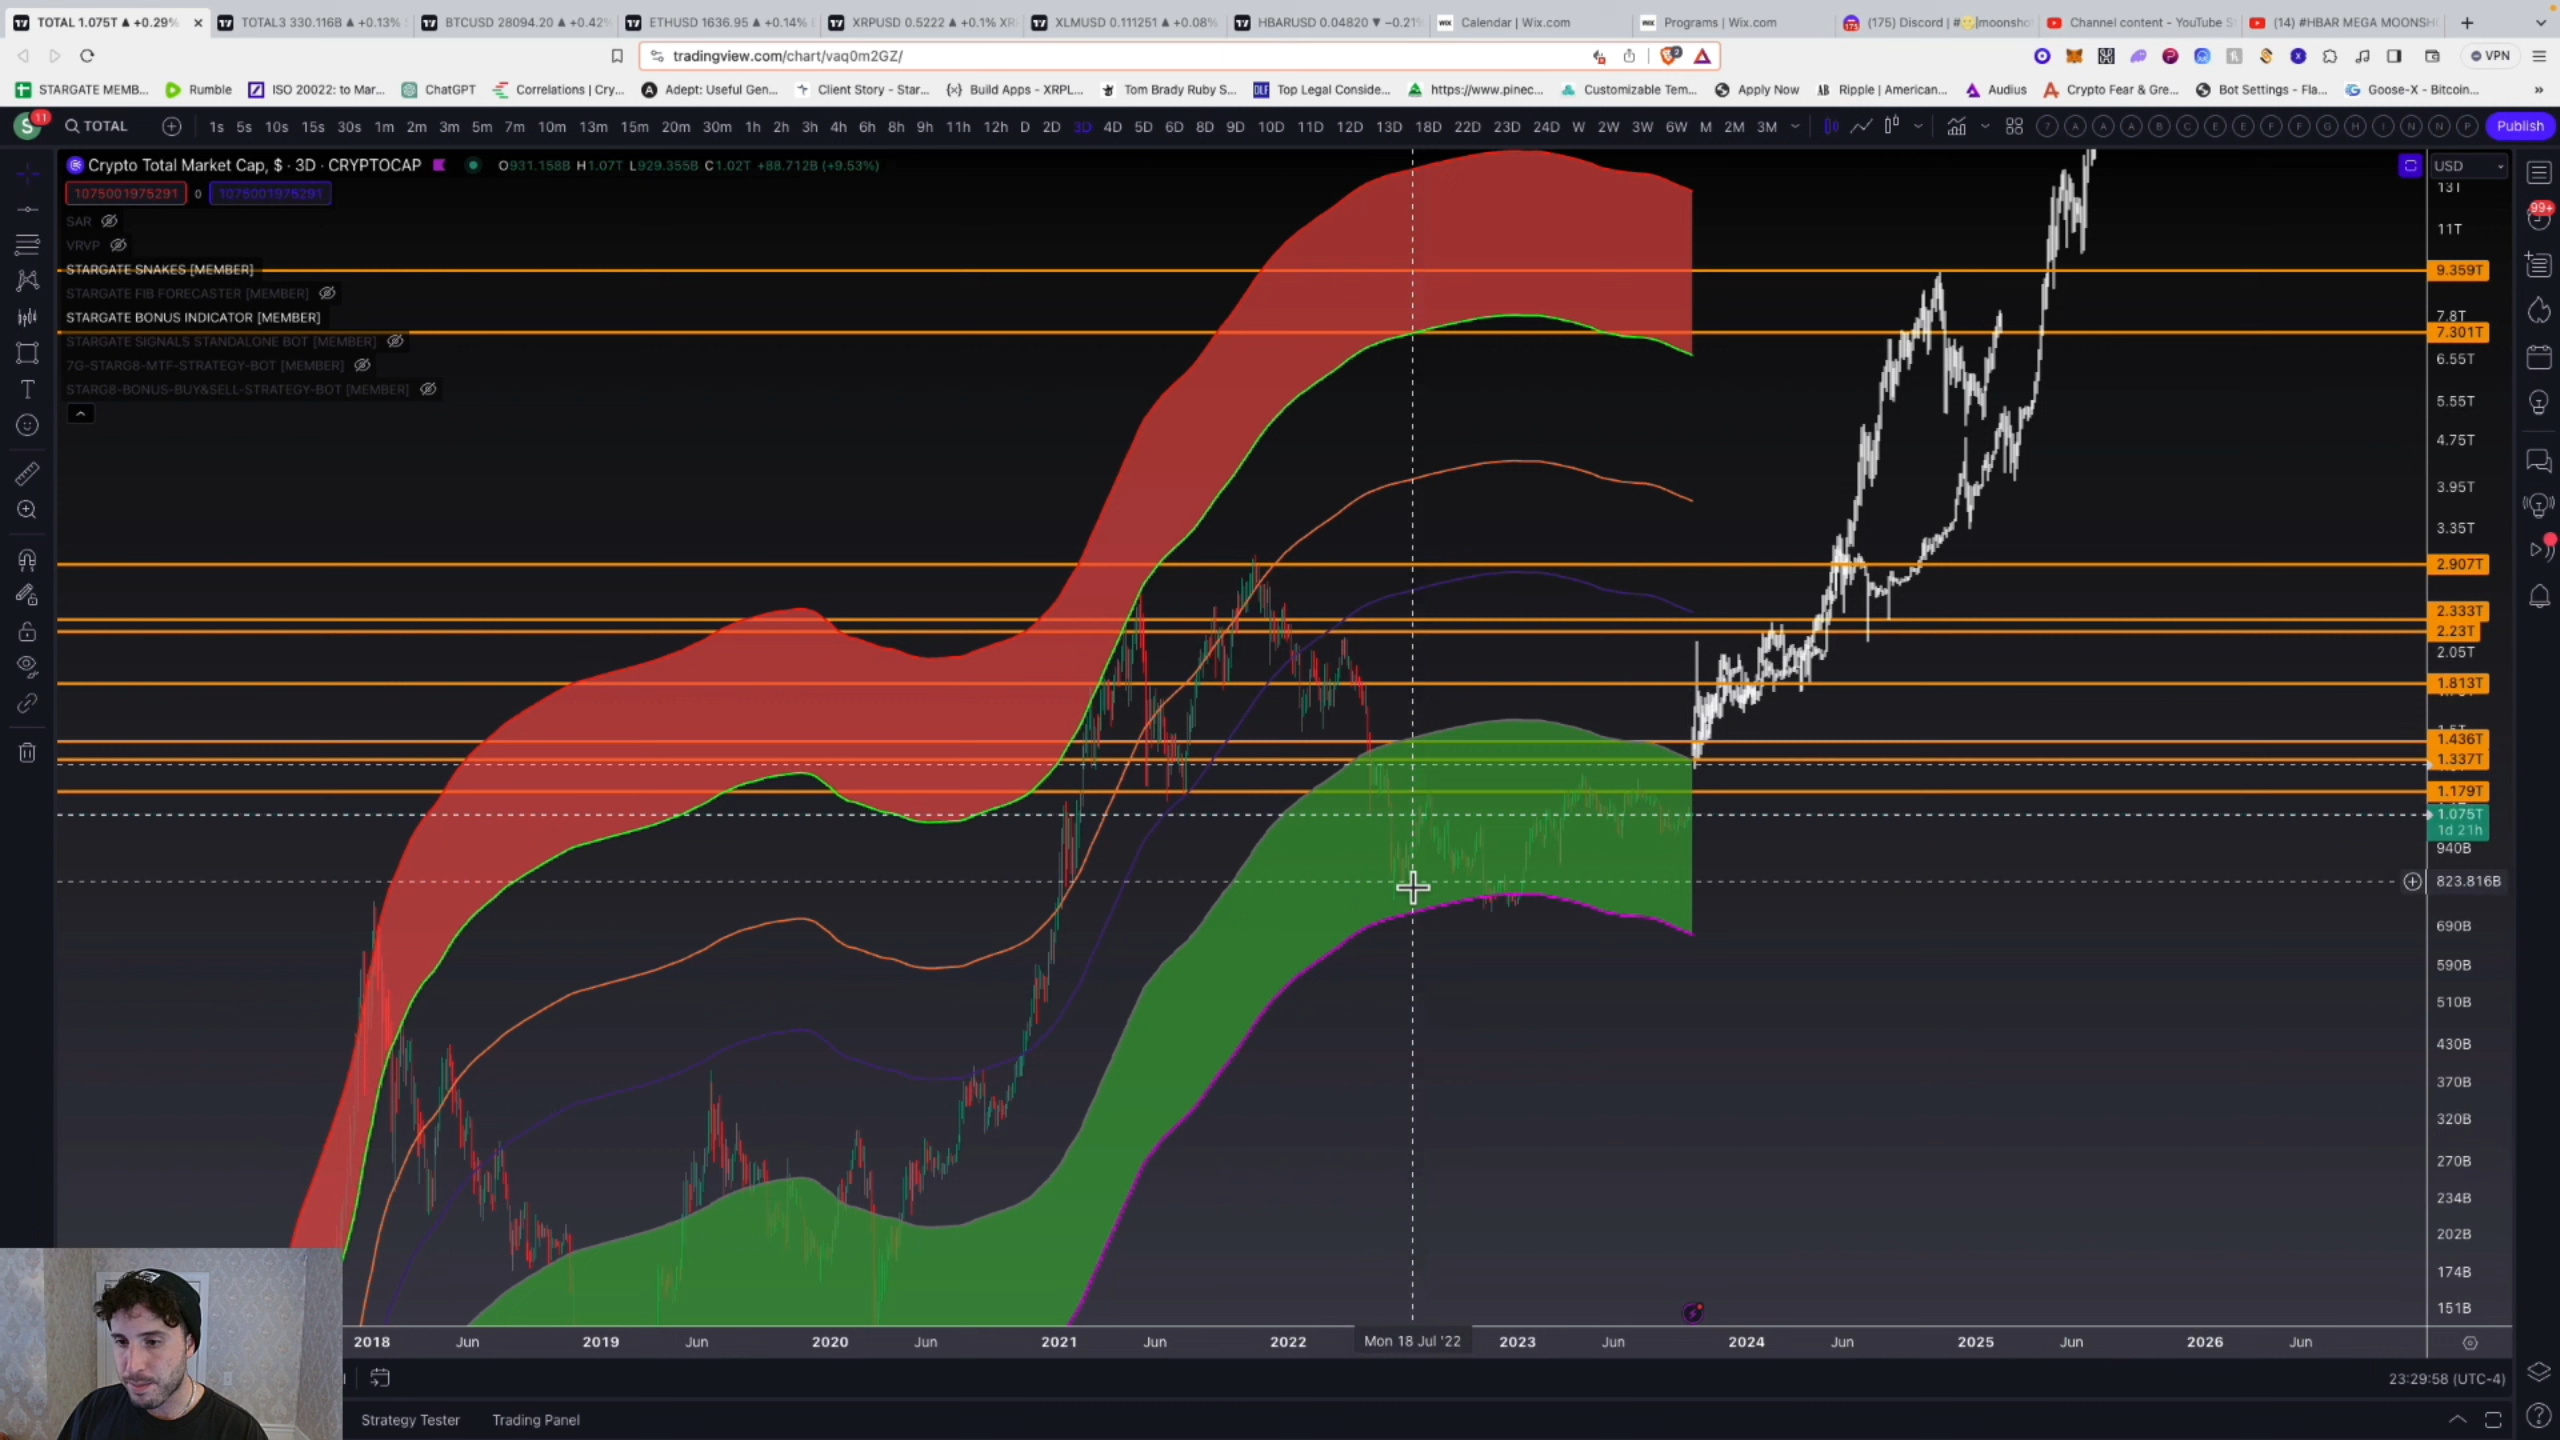 TOTAL 1.075T ▲ +0.29%
TOTAL3 330.116B ▲ +0.13%
BTCUSD 28094.20 ▲ +0.42%
ETHUSD 1636.95 ▲ +0.14%
XRPUSD 0.5222 ▲ +0.1% XR
XLMUSD 0.111251 ▲ +0.08%
HBARUSD 0.04820 ▼ −0.21%
Calendar | Wix.com
Programs | Wix.com
(175) Discord | #🌕|moonsho
Channel content - YouTube S
(14) #HBAR MEGA MOONSH
tradingview.com/chart/vaq0m2GZ/
VPN
STARGATE MEMB...
Rumble
ISO 20022: to Mar...
ChatGPT
Correlations | Cry...
Adept: Useful Gen...
Client Story - Star...
Build Apps - XRPL...
Tom Brady Ruby S...
Top Legal Conside...
https://www.pinec...
Customizable Tem...
Apply Now
Ripple | American...
Audius
Crypto Fear & Gre...
Bot Settings - Fla...
Goose-X - Bitcoin...
S 11 TOTAL 1s 5s 10s 15s 30s 1m 2m 3m 5m 7m 10m 13m 15m 20m 30m 1h 2h 3h 4h 6h 8h 9h 11h 12h D 2D 3D 4D 5D 6D 8D 9D 10D 11D 12D 13D 18D 22D 23D 24D W 2W 3W 6W M 2M 3M
7 A A A B C E E F F G H I N N P Publish
Crypto Total Market Cap, $ · 3D · CRYPTOCAP O931.158B H1.07T L929.355B C1.02T +88.712B (+9.53%)
1075001975291 0 1075001975291
SAR
VRVP
STARGATE SNAKES [MEMBER]
STARGATE FIB FORECASTER [MEMBER]
STARGATE BONUS INDICATOR [MEMBER]
STARGATE SIGNALS STANDALONE BOT [MEMBER]
7G-STARG8-MTF-STRATEGY-BOT [MEMBER]
STARG8-BONUS-BUY&SELL-STRATEGY-BOT [MEMBER]
USD
13T
99+
11T
9.359T
7.8T
7.301T
6.55T
5.55T
4.75T
3.95T
3.35T
2.907T
2.333T
2.23T
2.05T
1.813T
1.436T
1.337T
1.179T
1.075T
1d 21h
940B
823.816B
690B
590B
510B
430B
370B
320B
270B
234B
202B
174B
151B
2018 Jun 2019 Jun 2020 Jun 2021 Jun 2022 Mon 18 Jul '22 2023 Jun 2024 Jun 2025 Jun 2026 Jun
23:29:58 (UTC-4)
Strategy Tester
Trading Panel